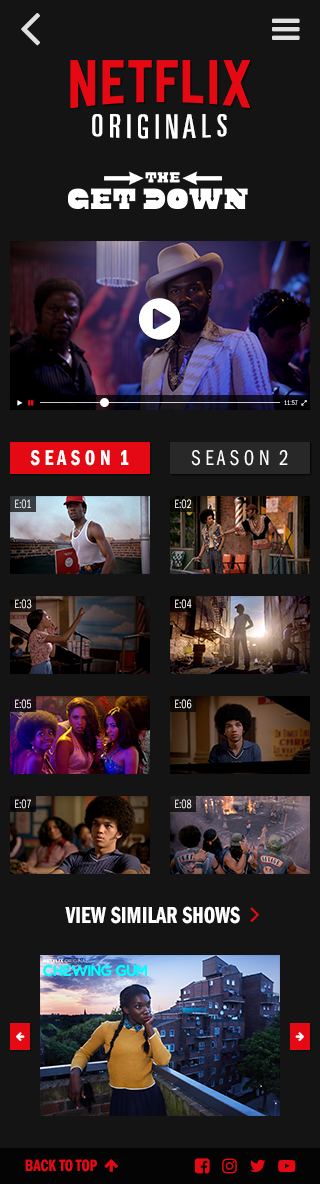 NETFLIX
ORIGINALS
THE
GET DOWN
11:57
SEASON 1
SEASON 2
E:01
E:02
E:03
E:04
E:05
E:06
E:07
E:08
VIEW SIMILAR SHOWS
NETFLIX ORIGINAL
CHEWING GUM
BACK TO TOP